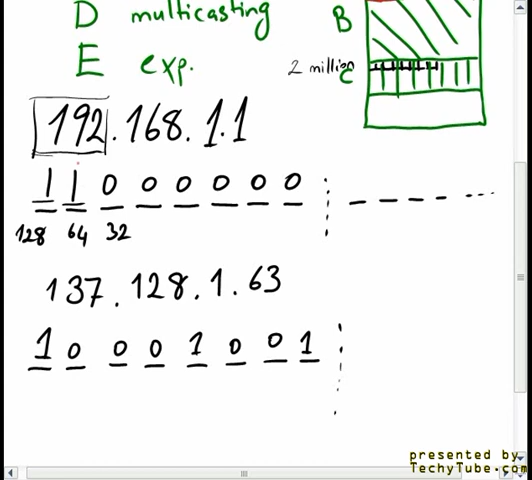 D multicasting
B
E exp.
2 million C
192.168.1.1
1 1 0 0 0 0 0 0
128 64 32
137.128.1.63
1 0 0 0 1 0 0 1
presented by
TechyTube.com